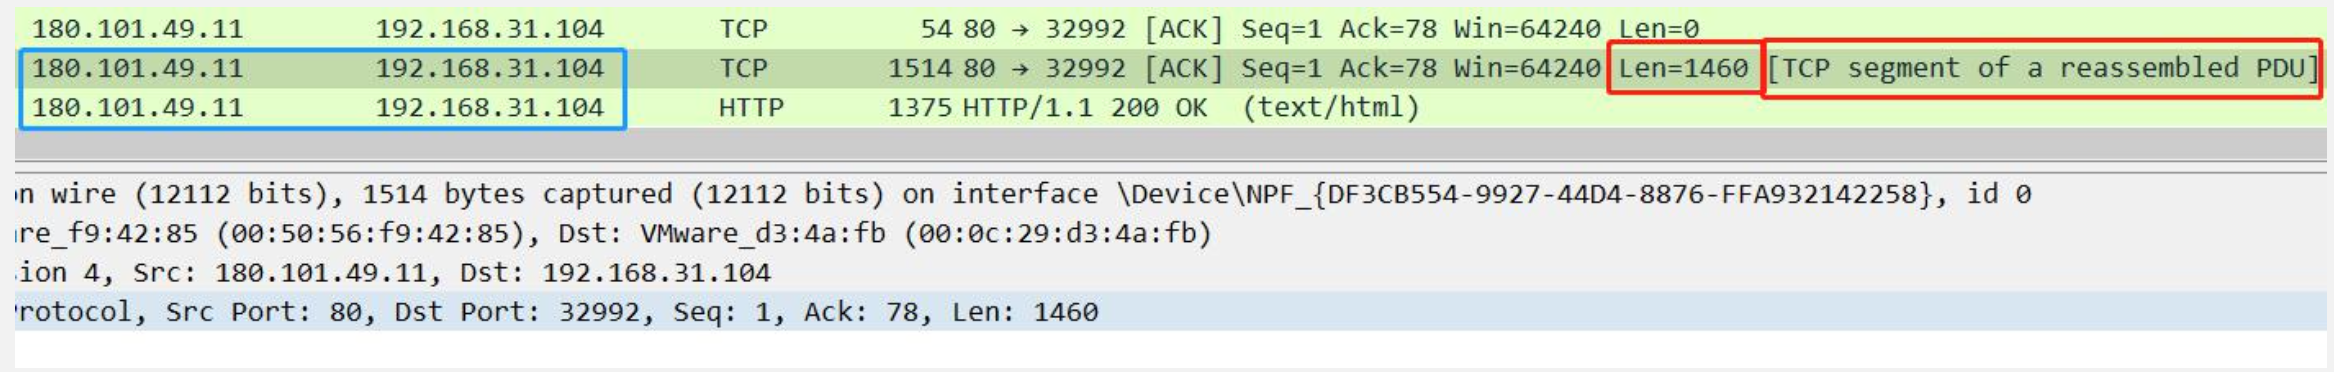 180.101.49.11 192.168.31.104 TCP 54 80 → 32992 [ACK] Seq=1 Ack=78 Win=64240 Len=0
180.101.49.11 192.168.31.104 TCP 1514 80 → 32992 [ACK] Seq=1 Ack=78 Win=64240 Len=1460 [TCP segment of a reassembled PDU]
180.101.49.11 192.168.31.104 HTTP 1375 HTTP/1.1 200 OK (text/html)
on wire (12112 bits), 1514 bytes captured (12112 bits) on interface \Device\NPF_{DF3CB554-9927-44D4-8876-FFA932142258}, id 0
re_f9:42:85 (00:50:56:f9:42:85), Dst: VMware_d3:4a:fb (00:0c:29:d3:4a:fb)
ion 4, Src: 180.101.49.11, Dst: 192.168.31.104
rotocol, Src Port: 80, Dst Port: 32992, Seq: 1, Ack: 78, Len: 1460